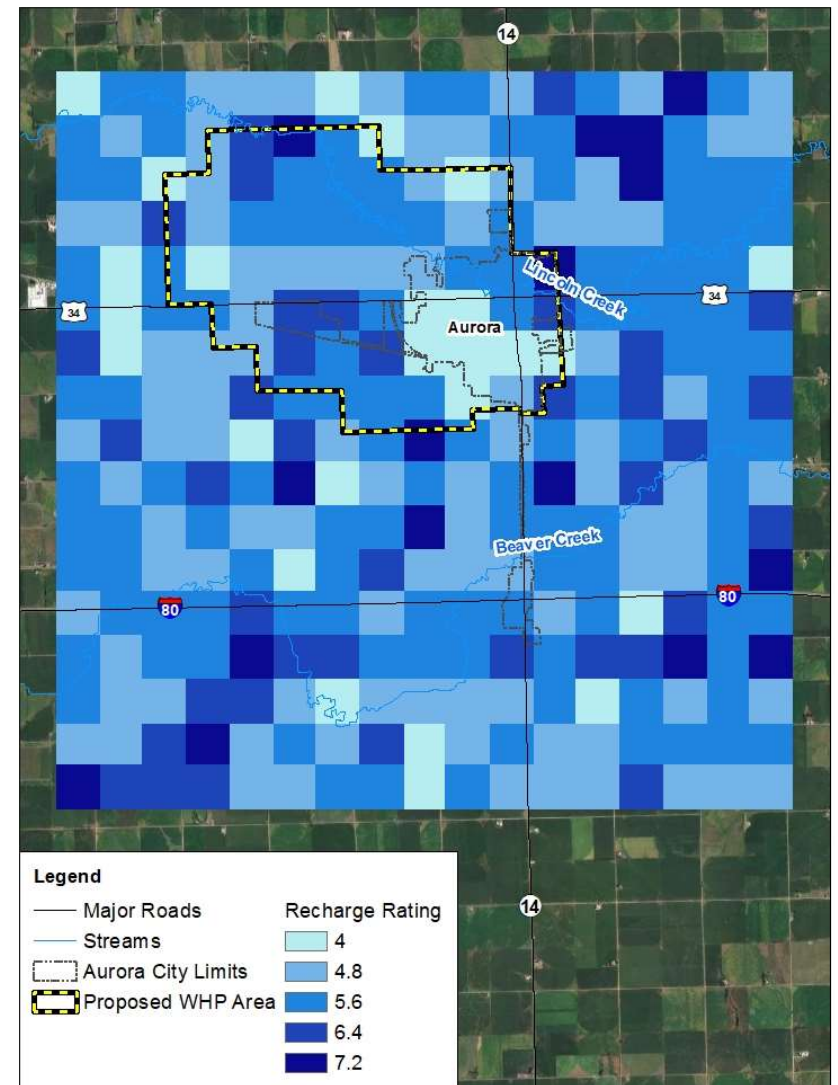 14
Lincoln Creek
34
34
Aurora
Beaver Creek
80
80
14
Legend
Major Roads
Streams
Aurora City Limits
Proposed WHP Area
Recharge Rating
4
4.8
5.6
6.4
7.2